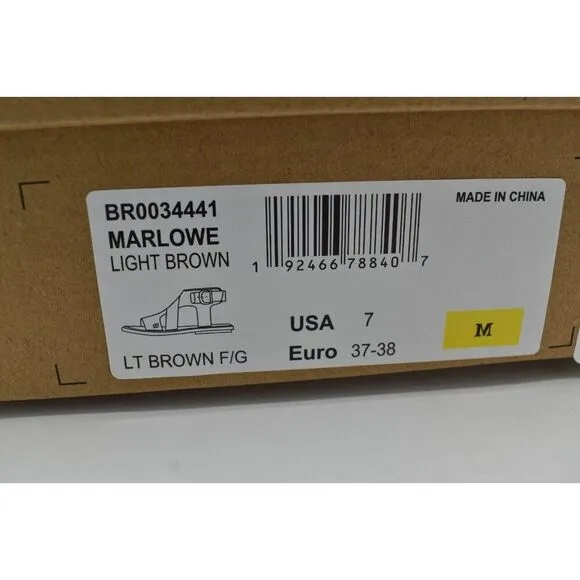 BR0034441
MARLOWE
LIGHT BROWN
LT BROWN F/G
1 92466 78840 7
MADE IN CHINA
USA 7
Euro 37-38
M